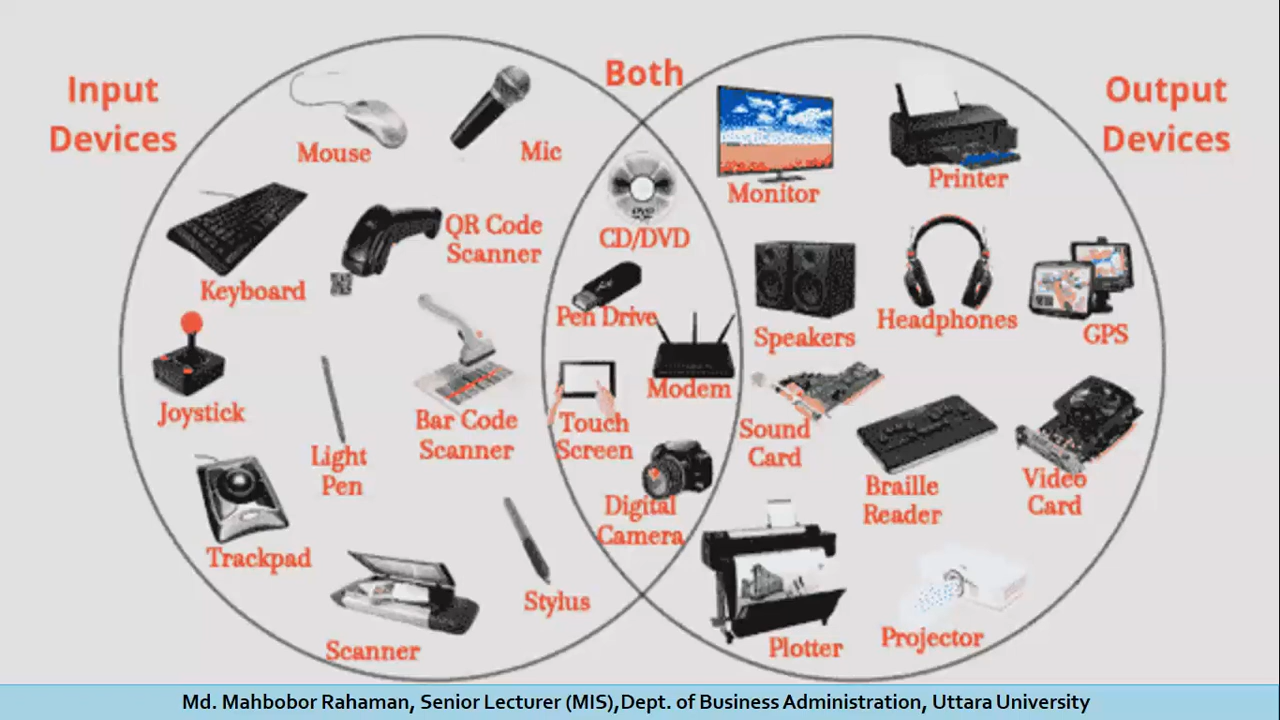 Input
Devices
Both
Output
Devices
Mouse
Mic
Keyboard
QR Code
Scanner
Joystick
Light
Pen
Bar Code
Scanner
Trackpad
Stylus
Scanner
DVD
CD/DVD
Pen Drive
Modem
Touch
Screen
Digital
Camera
Monitor
Printer
Speakers
Headphones
GPS
Sound
Card
Braille
Reader
Video
Card
Plotter
Projector
Md. Mahbobor Rahaman, Senior Lecturer (MIS),Dept. of Business Administration, Uttara University